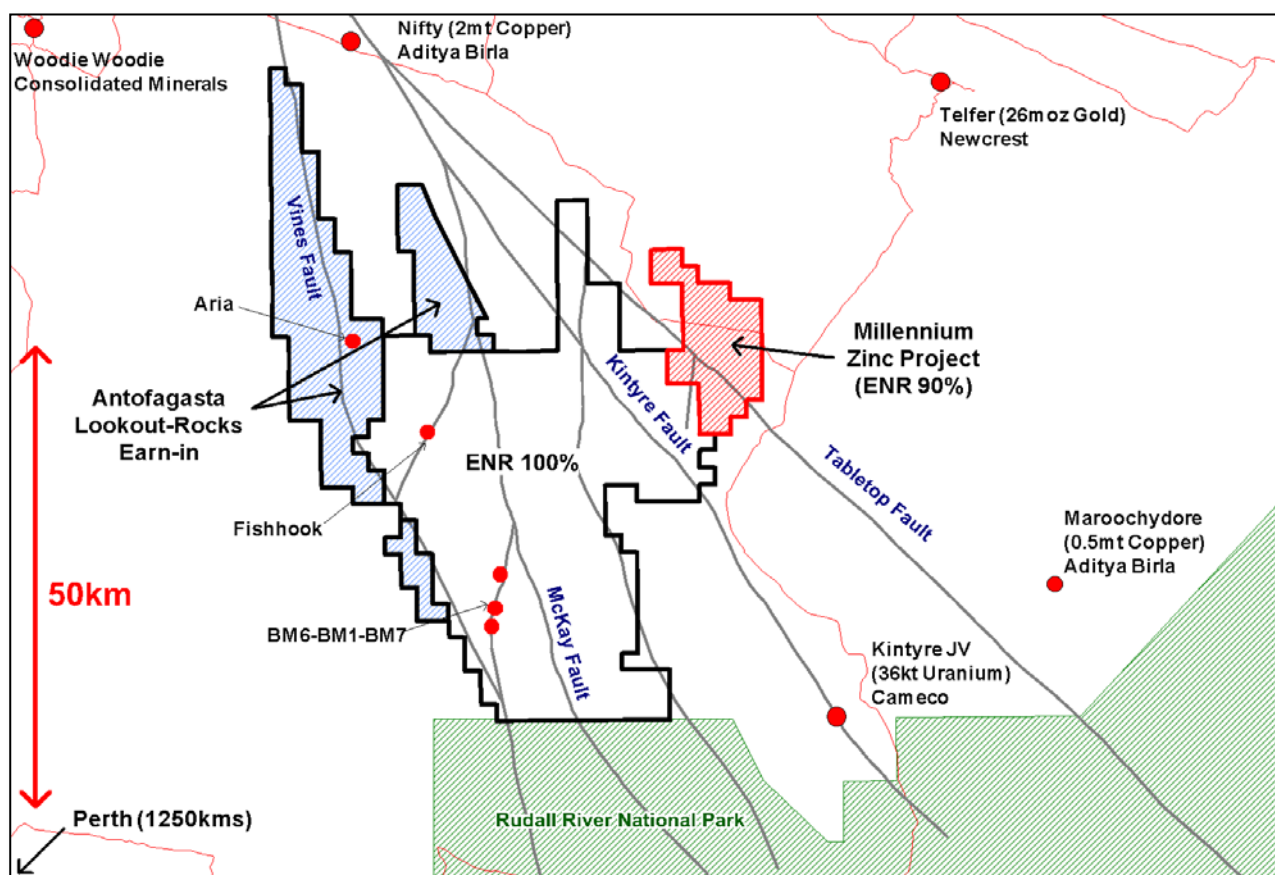 Woodie Woodie
Consolidated Minerals
Nifty (2mt Copper)
Aditya Birla
Telfer (26moz Gold)
Newcrest
Vines Fault
Aria
Antofagasta
Lookout-Rocks
Earn-in
Millennium
Zinc Project
(ENR 90%)
Kintyre Fault
ENR 100%
Tabletop Fault
Fishhook
50km
Maroochydore
(0.5mt Copper)
Aditya Birla
BM6-BM1-BM7
McKay Fault
Kintyre JV
(36kt Uranium)
Cameco
Perth (1250kms)
Rudall River National Park